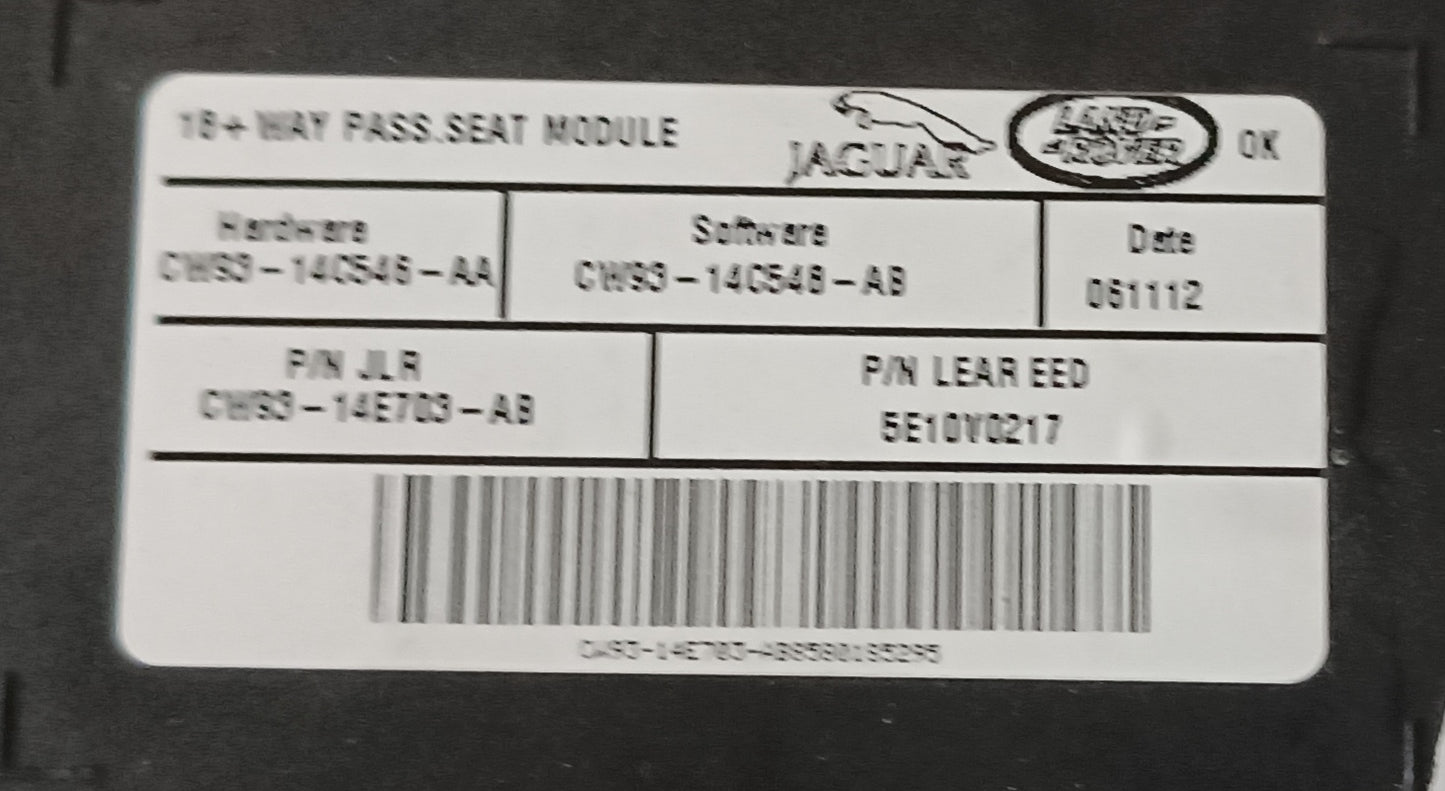 18+ WAY PASS.SEAT MODULE JAGUAR LAND-ROVER OK
Hardware Software Date
CW93-14C546-AA CW93-14C548-AB 061112
P/N JLR P/N LEAR EED
CW93-14E703-AB 5E10V0217